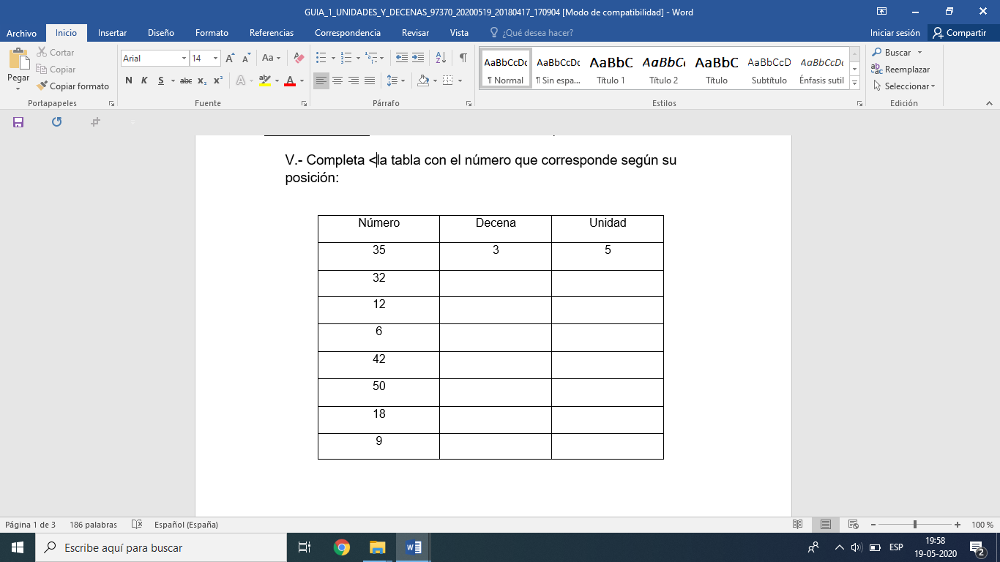 GUIA_1_UNIDADES_Y_DECENAS_97370_20200519_20180417_170904 [Modo de compatibilidad] - Word
Archivo Inicio Insertar Diseño Formato Referencias Correspondencia Revisar Vista ¿Qué desea hacer? Iniciar sesión Compartir
Pegar
Cortar
Copiar
Copiar formato
Portapapeles
Arial 14 Aa
N K S abc x₂ x² A ab A
Fuente
Párrafo
AaBbCcDc AaBbCcDc AaBbC AaBbCc AaBbC AaBbCcD AaBbCcDc
¶ Normal ¶ Sin espa... Título 1 Título 2 Título Subtítulo Énfasis sutil
Estilos
Buscar
Reemplazar
Seleccionar
Edición
V.- Completa <la tabla con el número que corresponde según su
posición:
Número Decena Unidad
35 3 5
32
12
6
42
50
18
9
Página 1 de 3 186 palabras Español (España) 100 %
Escribe aquí para buscar
ESP
19:58
19-05-2020
2